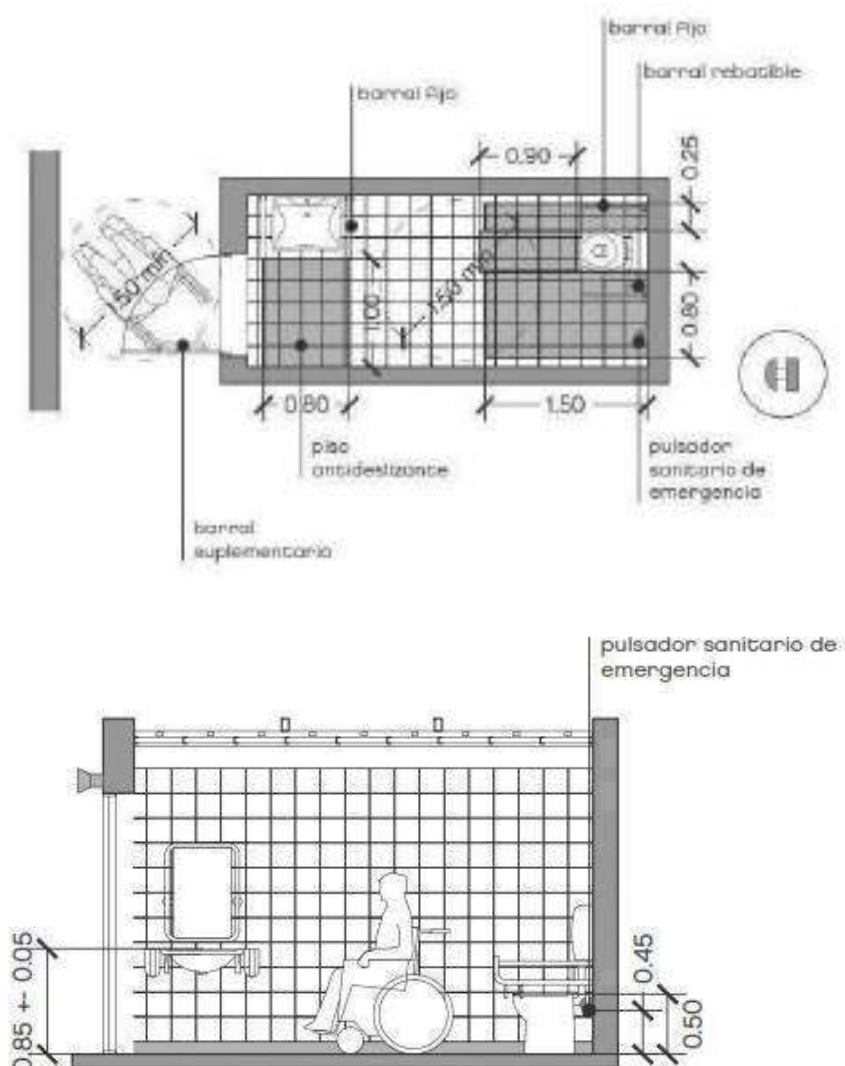 barral fijo
barral rebatible
barral fijo
0.90
0.25
1.50 min
1.50 min
1.00
0.80
0.80
1.50
piso
antideslizante
pulsador
sanitario de
emergencia
barral
suplementario
pulsador sanitario de
emergencia
0.85 +- 0.05
0.45
0.50